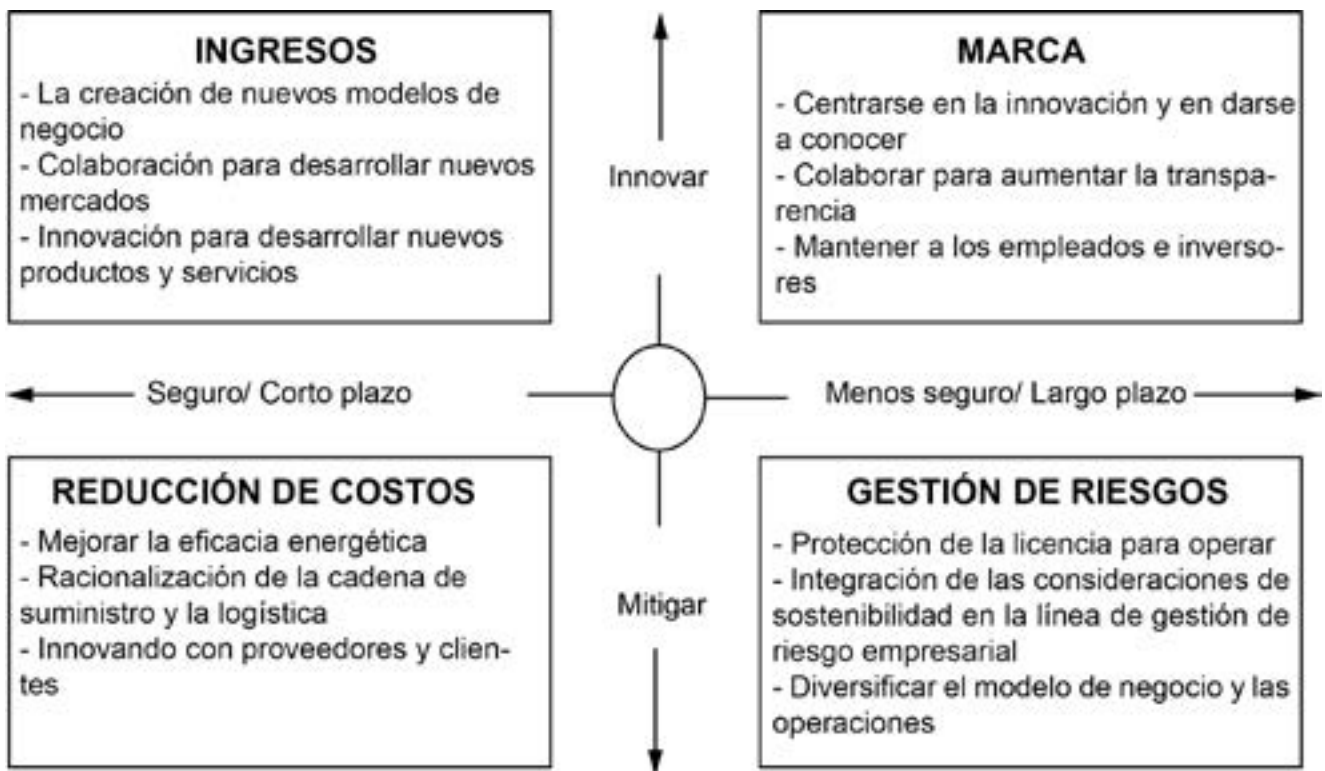 INGRESOS
- La creación de nuevos modelos de
negocio
- Colaboración para desarrollar nuevos
mercados
- Innovación para desarrollar nuevos
productos y servicios
Innovar
MARCA
- Centrarse en la innovación y en darse
a conocer
- Colaborar para aumentar la transpa-
rencia
- Mantener a los empleados e inverso-
res
Seguro/ Corto plazo
Menos seguro/ Largo plazo
REDUCCIÓN DE COSTOS
- Mejorar la eficacia energética
- Racionalización de la cadena de
suministro y la logística
- Innovando con proveedores y clien-
tes
Mitigar
GESTIÓN DE RIESGOS
- Protección de la licencia para operar
- Integración de las consideraciones de
sostenibilidad en la línea de gestión de
riesgo empresarial
- Diversificar el modelo de negocio y las
operaciones